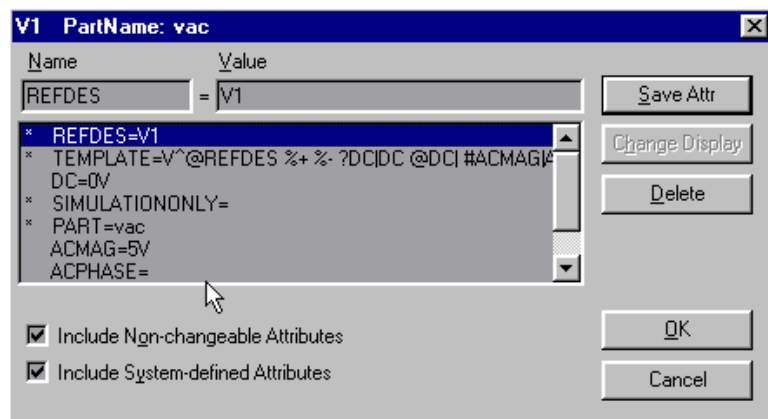 V1 PartName: vac
Name Value
REFDES = V1
Save Attr
* REFDES=V1
* TEMPLATE=V^@REFDES %+ %- ?DC|DC @DC| #ACMAG|A
DC=0V
* SIMULATIONONLY=
* PART=vac
ACMAG=5V
ACPHASE=
Change Display
Delete
Include Non-changeable Attributes
Include System-defined Attributes
OK
Cancel